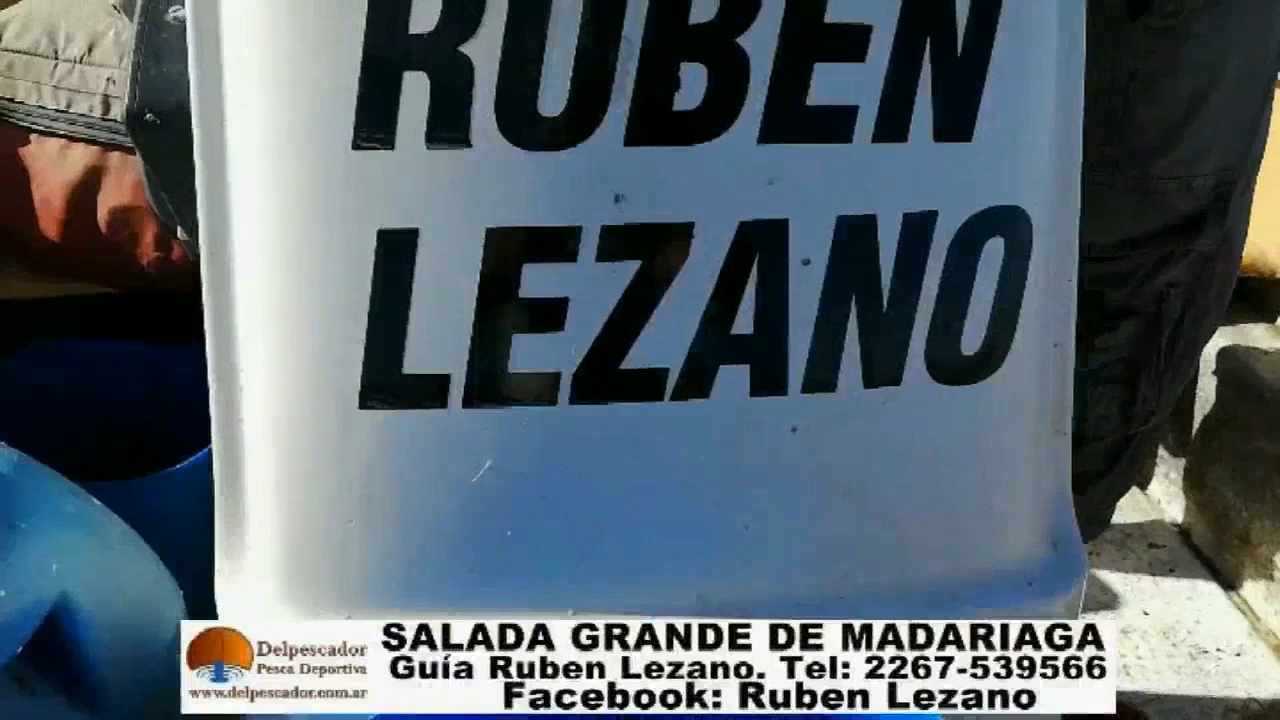 RUBEN
LEZANO
Delpescador
Pesca Deportiva
www.delpescador.com.ar
SALADA GRANDE DE MADARIAGA
Guía Ruben Lezano. Tel: 2267-539566
Facebook: Ruben Lezano